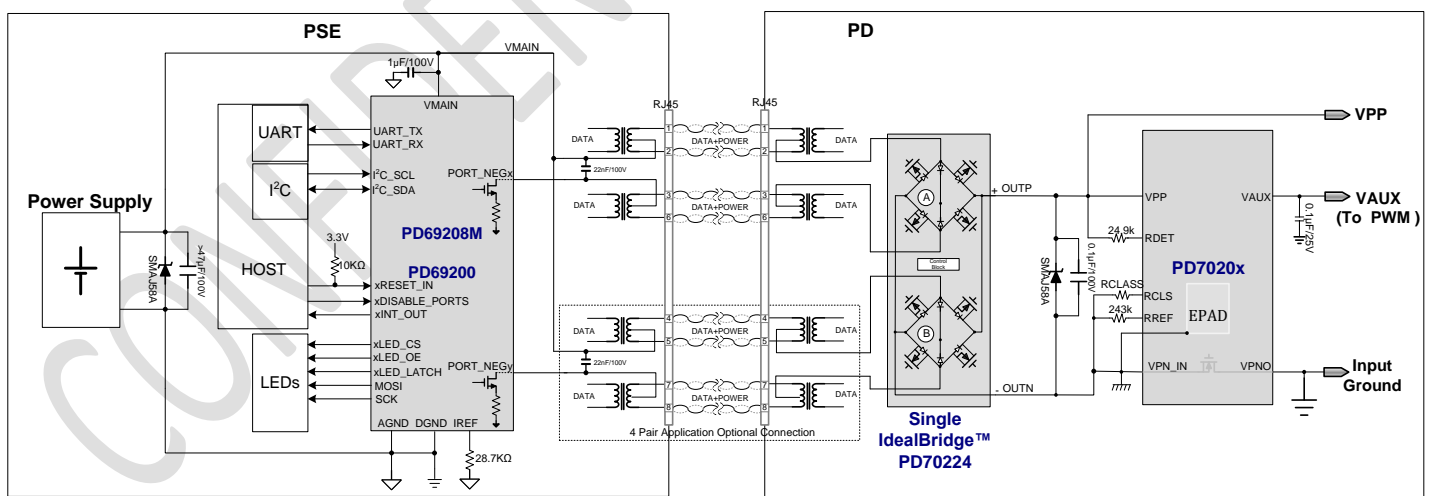 PSE
PD
CONFIDEN
VMAIN
1µF/100V
VMAIN
UART
UART_TX
UART_RX
I²C
I²C_SCL
I²C_SDA
PORT_NEGx
Power Supply
SMAJ58A
>47µF/100V
HOST
3.3V
10KΩ
PD69208M
PD69200
xRESET_IN
xDISABLE_PORTS
xINT_OUT
LEDs
xLED_CS
xLED_OE
xLED_LATCH
MOSI
SCK
PORT_NEGy
AGND DGND IREF
28.7KΩ
RJ45
RJ45
DATA
1
DATA+POWER
2
1
2
DATA
22nF/100V
DATA
3
DATA+POWER
6
3
6
DATA
DATA
4
DATA+POWER
5
4
5
DATA
22nF/100V
DATA
7
DATA+POWER
8
7
8
DATA
4 Pair Application Optional Connection
A
Control
Block
B
+ OUTP
- OUTN
Single
IdealBridge™
PD70224
SMAJ58A
0.1µF/100V
24.9k
RCLASS
243k
VPP
VAUX
RDET
PD7020x
RCLS
RREF
EPAD
VPN_IN
VPNO
0.1µF/25V
VPP
VAUX
(To PWM )
Input
Ground